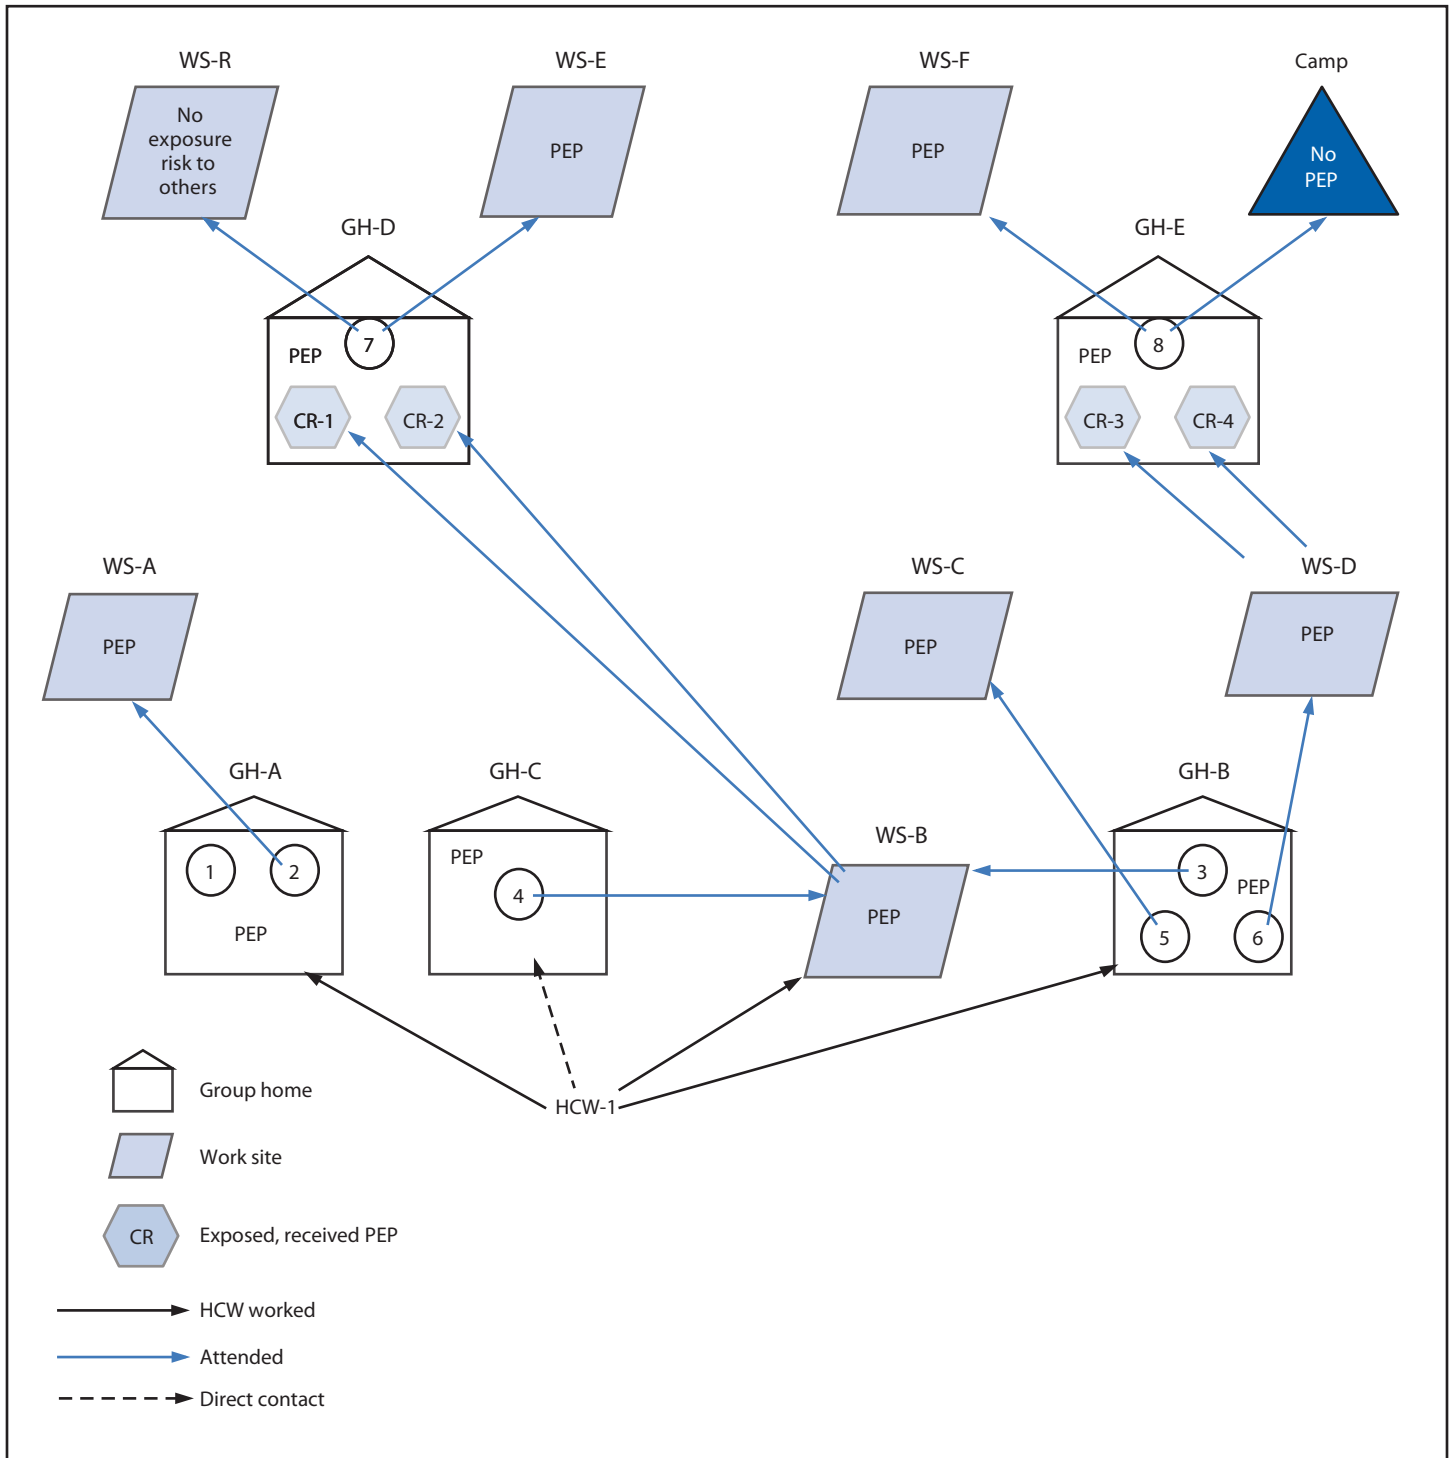 WS-R
WS-E
WS-F
Camp
No
exposure
risk to
others
PEP
PEP
No
PEP
GH-D
GH-E
PEP
7
CR-1
CR-2
PEP
8
CR-3
CR-4
WS-A
WS-C
WS-D
PEP
PEP
PEP
GH-A
GH-C
WS-B
GH-B
1
2
PEP
PEP
4
PEP
3
PEP
5
6
HCW-1
Group home
Work site
CR
Exposed, received PEP
HCW worked
Attended
Direct contact